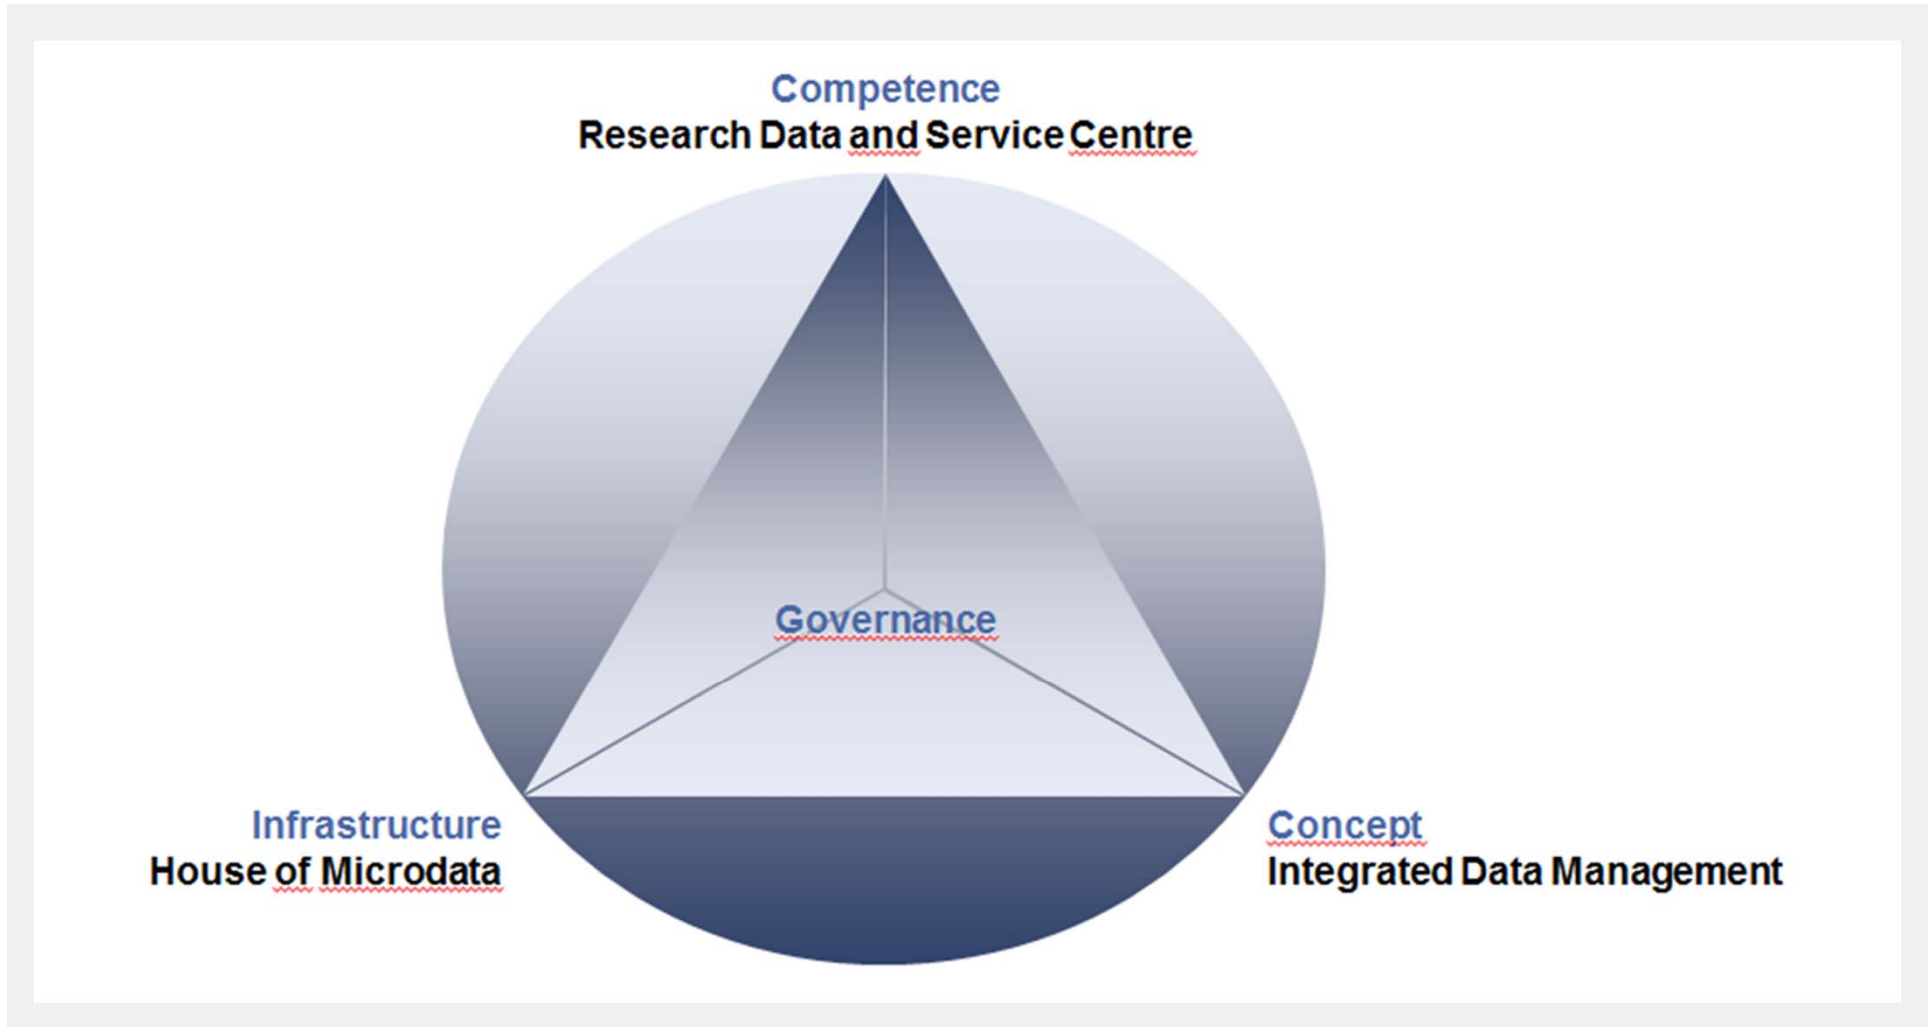 Competence
Research Data and Service Centre
Governance
Infrastructure
House of Microdata
Concept
Integrated Data Management